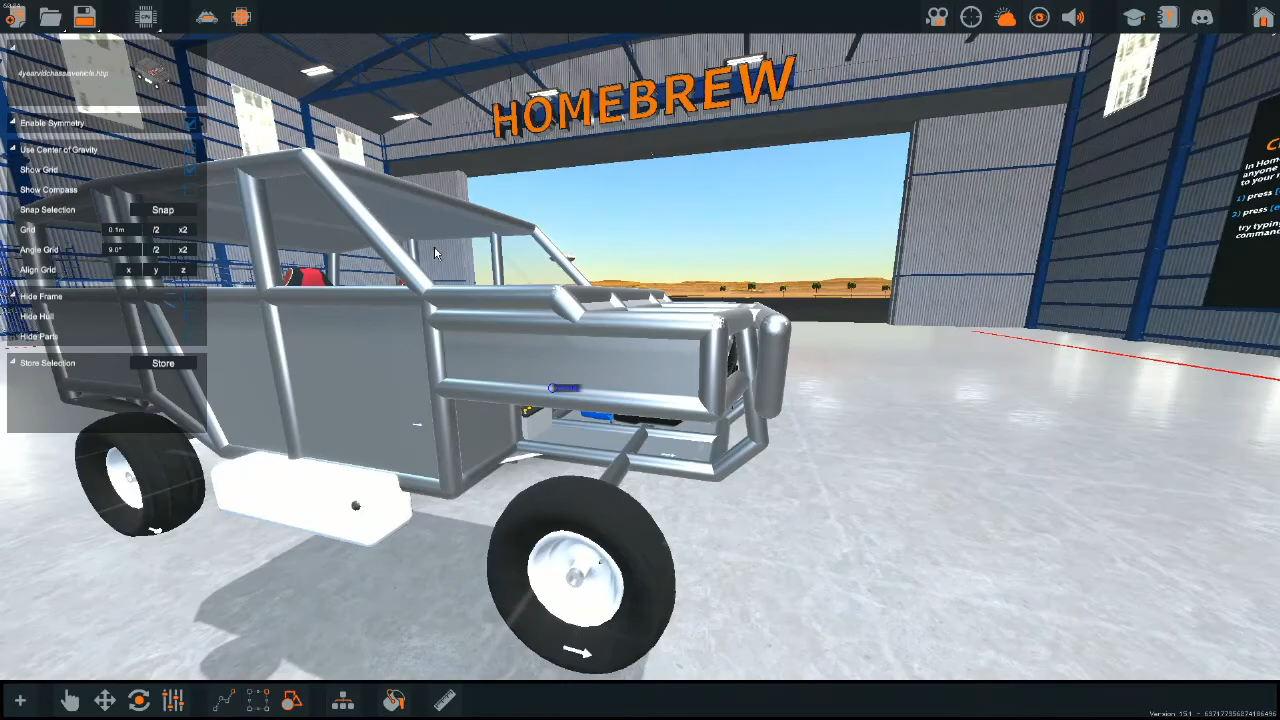 HOMEBREW
4yearvidchassisvehicle.hbp
Enable Symmetry
Use Center of Gravity
Show Grid
Show Compass
Snap Selection Snap
Grid 0.1m /2 x2
Angle Grid 9.0° /2 x2
Align Grid x y z
Hide Frame
Hide Hull
Hide Parts
Store Selection Store
In Hom
anyone
to your
1) press
2) press
try typing
comman